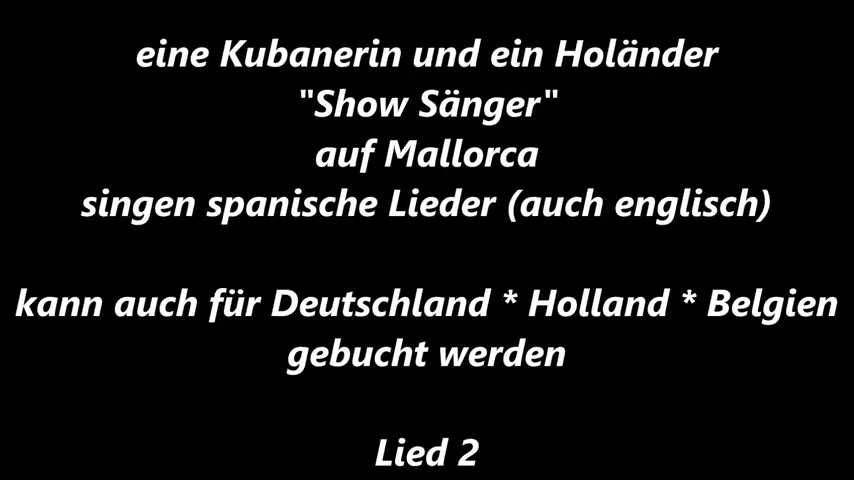 eine Kubanerin und ein Holänder
"Show Sänger"
auf Mallorca
singen spanische Lieder (auch englisch)
kann auch für Deutschland * Holland * Belgien
gebucht werden
Lied 2